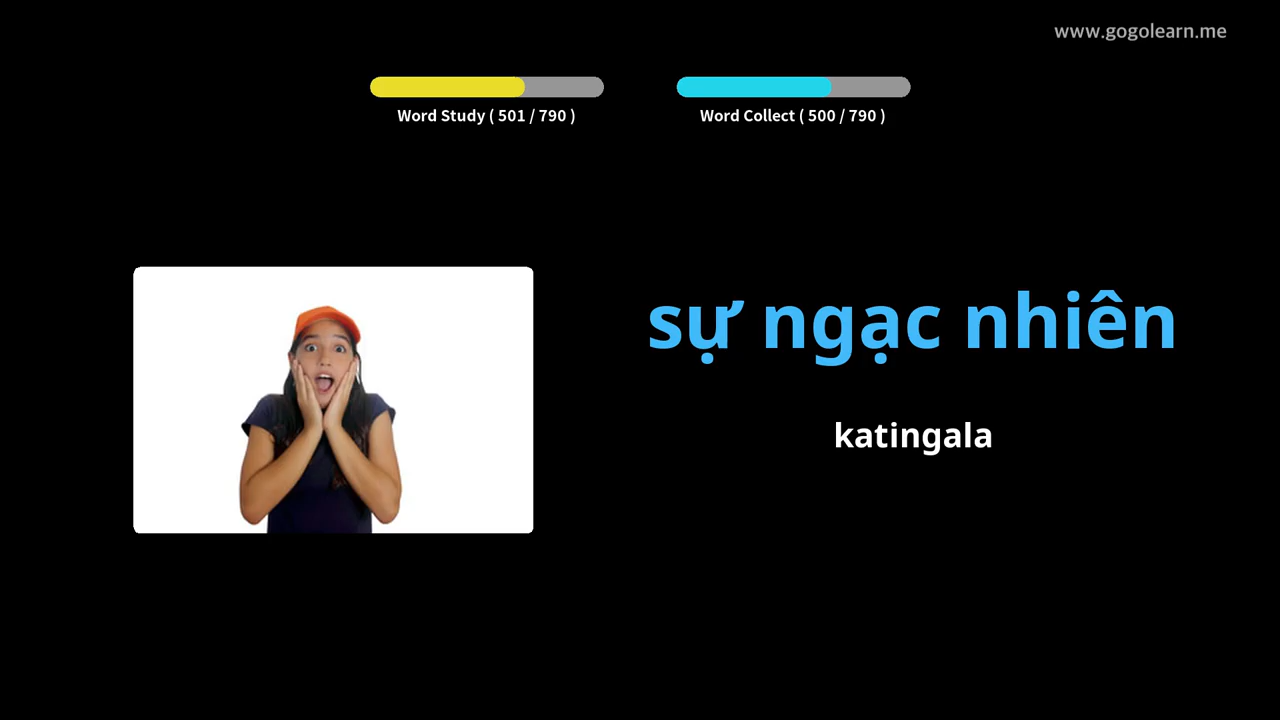 www.gogolearn.me
Word Study ( 501 / 790 )
Word Collect ( 500 / 790 )
sự ngạc nhiên
katingala